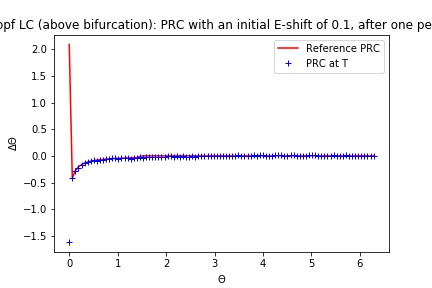 opf LC (above bifurcation): PRC with an initial E-shift of 0.1, after one pe
Reference PRC
PRC at T
2.0
1.5
1.0
0.5
0.0
−0.5
−1.0
−1.5
ΔΘ
0 1 2 3 4 5 6
Θ